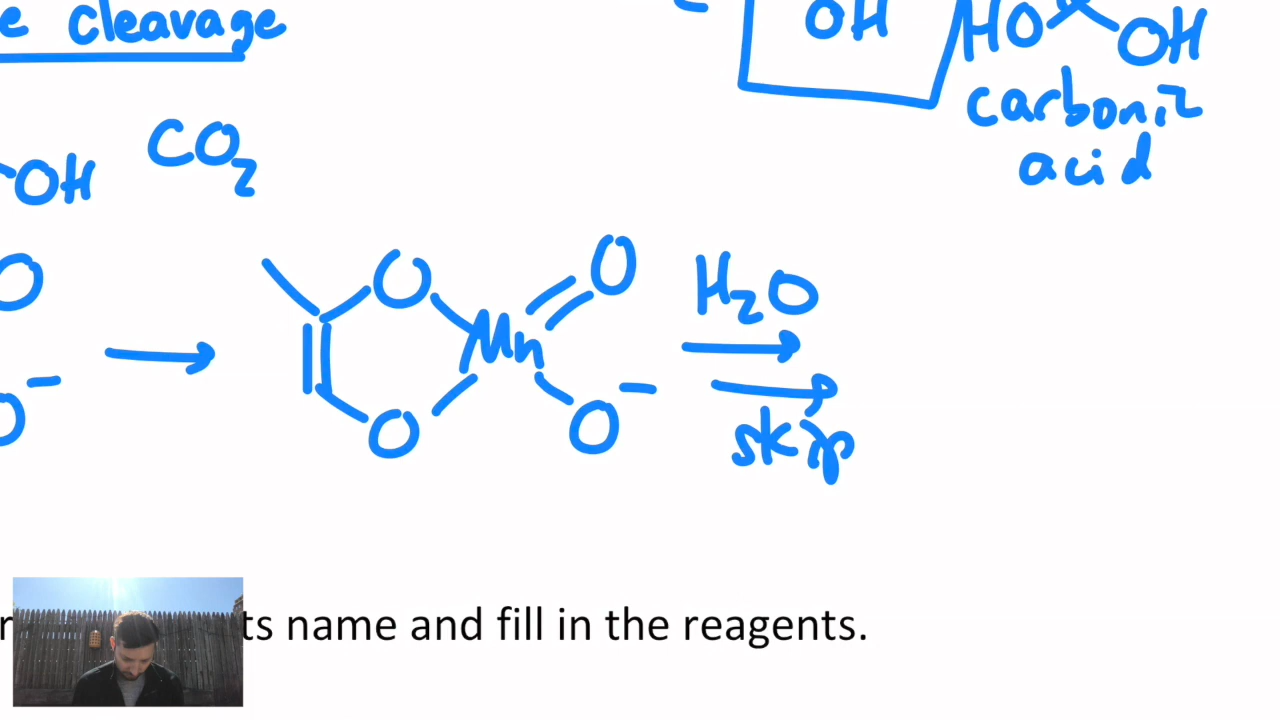 e cleavage
OH
HO
OH
carbonic
acid
OH
CO2
O
O
Mn
O
O
O−
O−
H2O
skip
ts name and fill in the reagents.